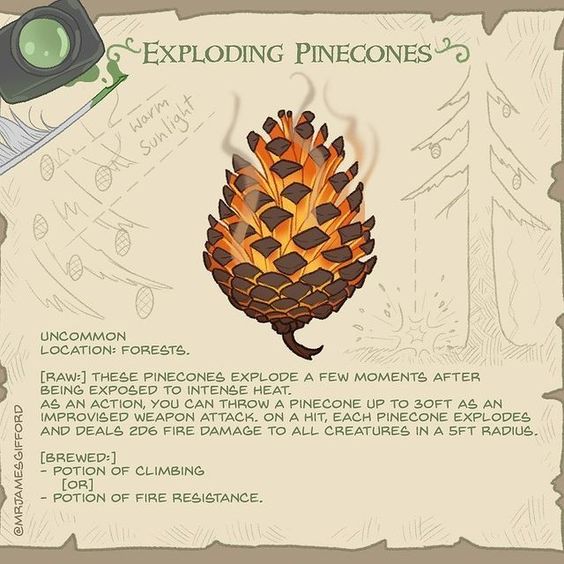 EXPLODING PINECONES
Warm
Sunlight
UNCOMMON
LOCATION: FORESTS.
[RAW:] THESE PINECONES EXPLODE A FEW MOMENTS AFTER
BEING EXPOSED TO INTENSE HEAT.
AS AN ACTION, YOU CAN THROW A PINECONE UP TO 30FT AS AN
IMPROVISED WEAPON ATTACK. ON A HIT, EACH PINECONE EXPLODES
AND DEALS 2D6 FIRE DAMAGE TO ALL CREATURES IN A 5FT RADIUS.
[BREWED:]
- POTION OF CLIMBING
[OR]
- POTION OF FIRE RESISTANCE.
@MRJAMESGIFFORD